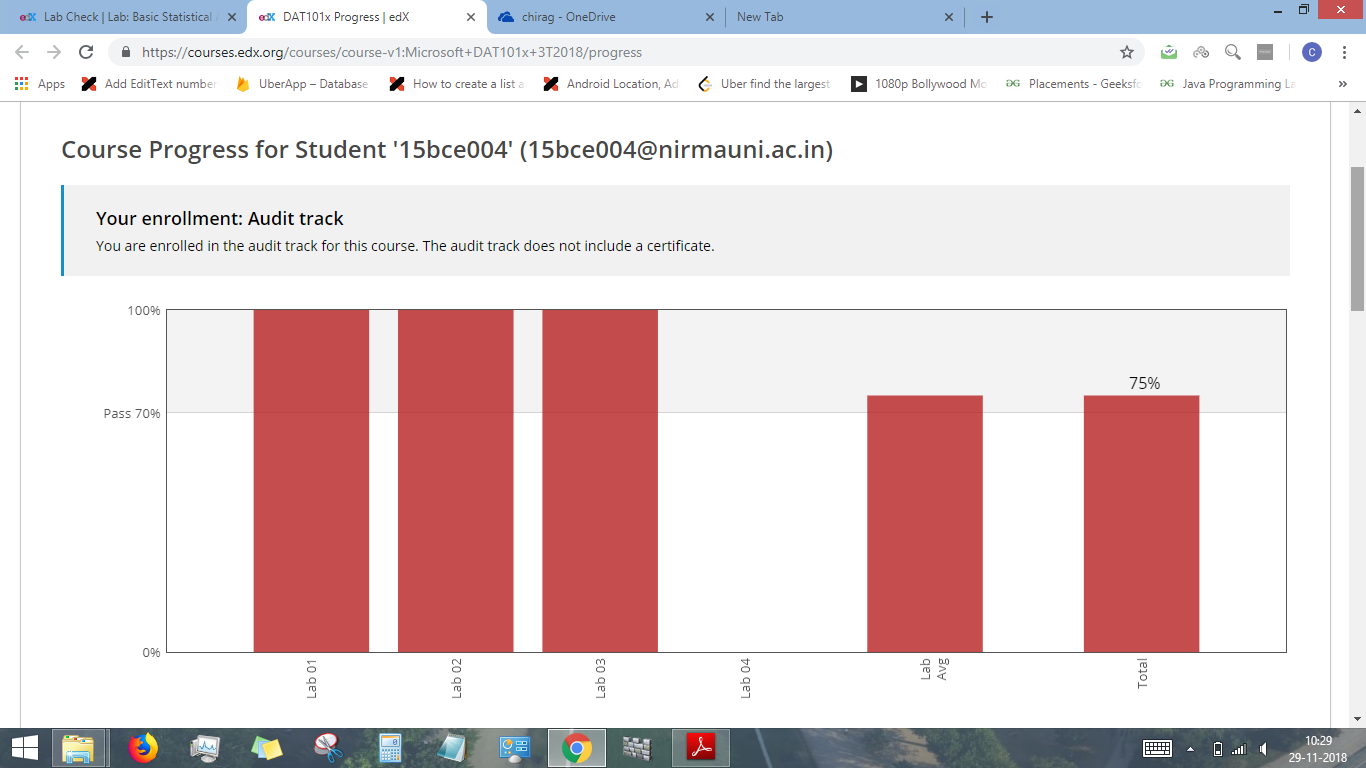 edX Lab Check | Lab: Basic Statistical
edX DAT101x Progress | edX
chirag - OneDrive
New Tab
https://courses.edx.org/courses/course-v1:Microsoft+DAT101x+3T2018/progress
C
Apps
Add EditText number
UberApp – Database
How to create a list a
Android Location, Ad
Uber find the largest
1080p Bollywood Mo
Placements - Geeksfo
Java Programming La
»
Course Progress for Student '15bce004' (15bce004@nirmauni.ac.in)
Your enrollment: Audit track
You are enrolled in the audit track for this course. The audit track does not include a certificate.
100%
75%
Pass 70%
0%
Lab 01
Lab 02
Lab 03
Lab 04
Lab
Avg
Total
10:29
29-11-2018